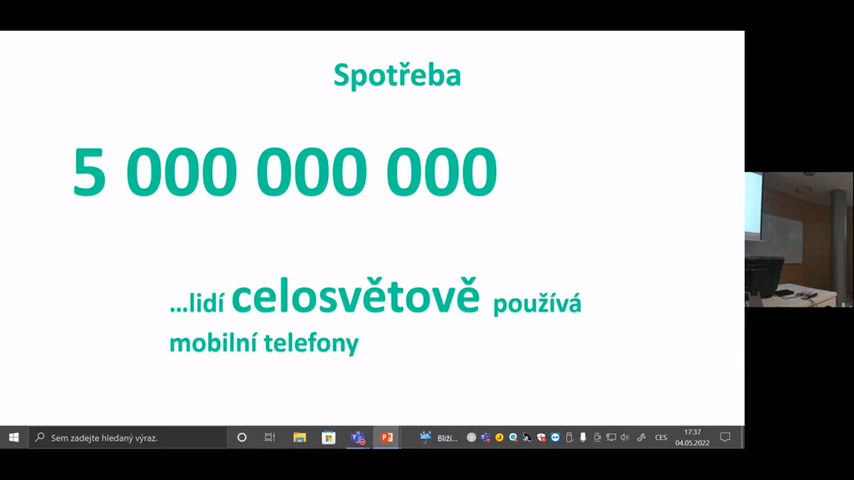 Spotřeba
5 000 000 000
...lidí celosvětově používá
mobilní telefony
Sem zadejte hledaný výraz.
Blíží...
CES
17:37
04.05.2022